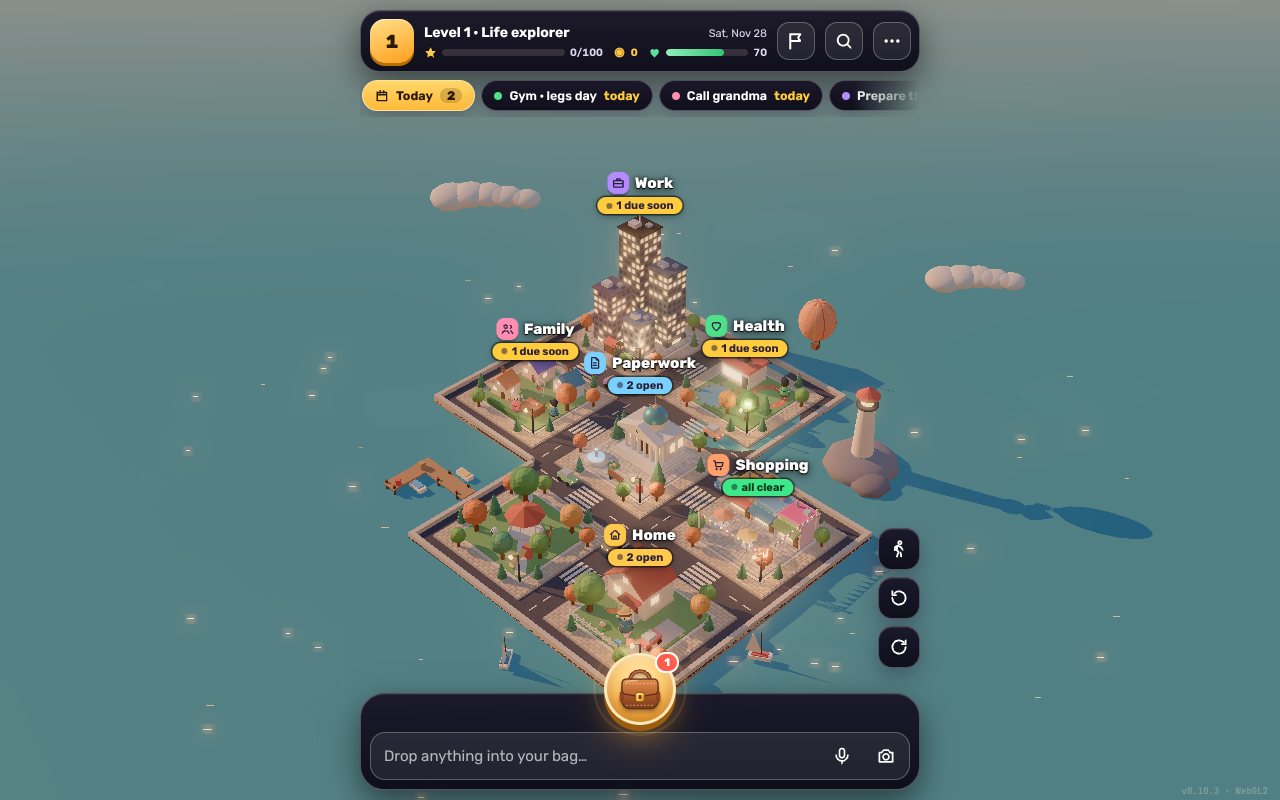 1
Level 1 • Life explorer
Sat, Nov 28
0/100
0
70
Today 2
Gym • legs day today
Call grandma today
Prepare
Work
1 due soon
Family
1 due soon
Health
1 due soon
Paperwork
2 open
Shopping
all clear
Home
2 open
1
Drop anything into your bag…
v0.10.3 · WebGL2